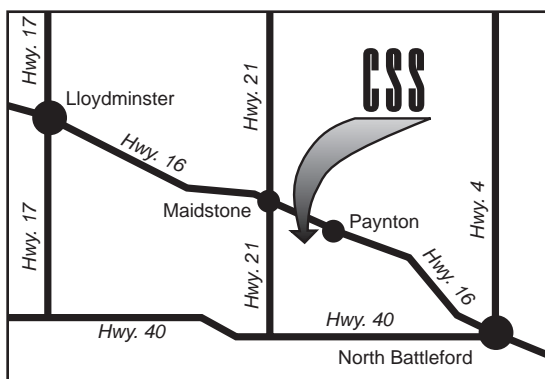 Hwy. 17
Hwy. 21
CSS
Lloydminster
Hwy. 16
Hwy. 4
Maidstone
Paynton
Hwy. 17
Hwy. 21
Hwy. 16
Hwy. 40
Hwy. 40
North Battleford